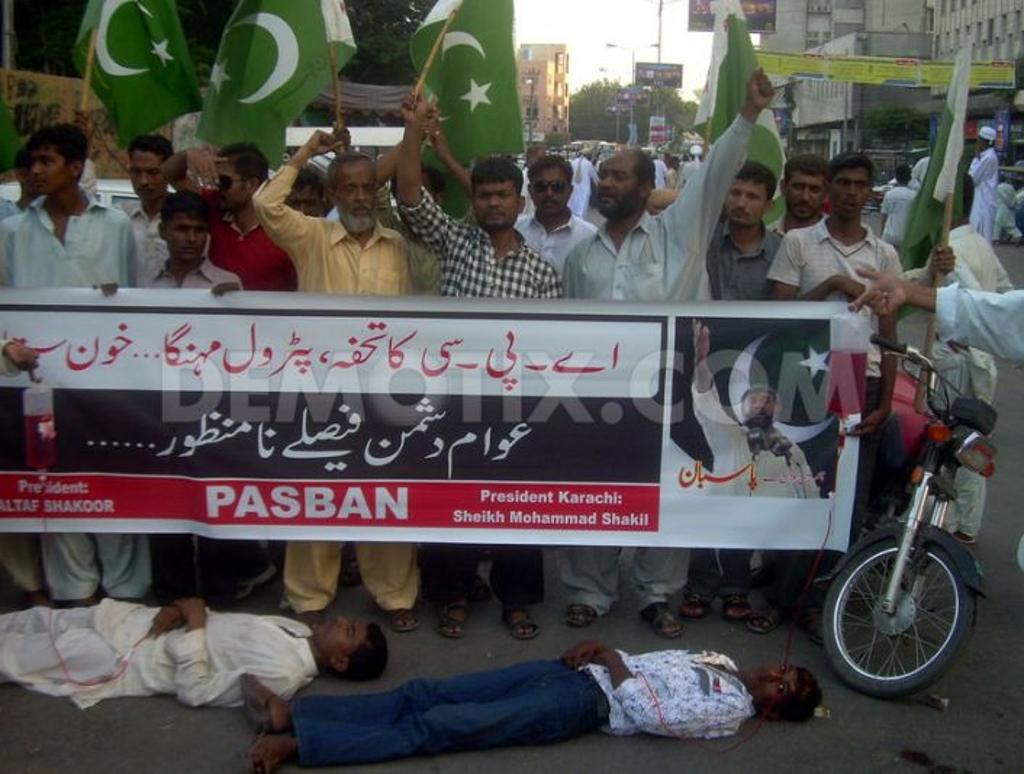 اے-پی-سی کا تحفہ، پٹرول مہنگا... خون
عوام دشمن فیصلے نامنظور......
President:
ALTAF SHAKOOR
PASBAN
President Karachi:
Sheikh Mohammad Shakil
پاسبان
DEMOTIX.COM